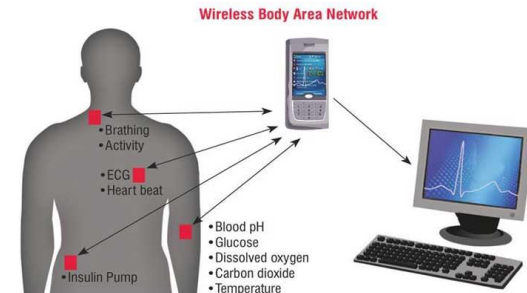 Wireless Body Area Network
• Brathing
• Activity
• ECG
• Heart beat
• Insulin Pump
• Blood pH
• Glucose
• Dissolved oxygen
• Carbon dioxide
• Temperature